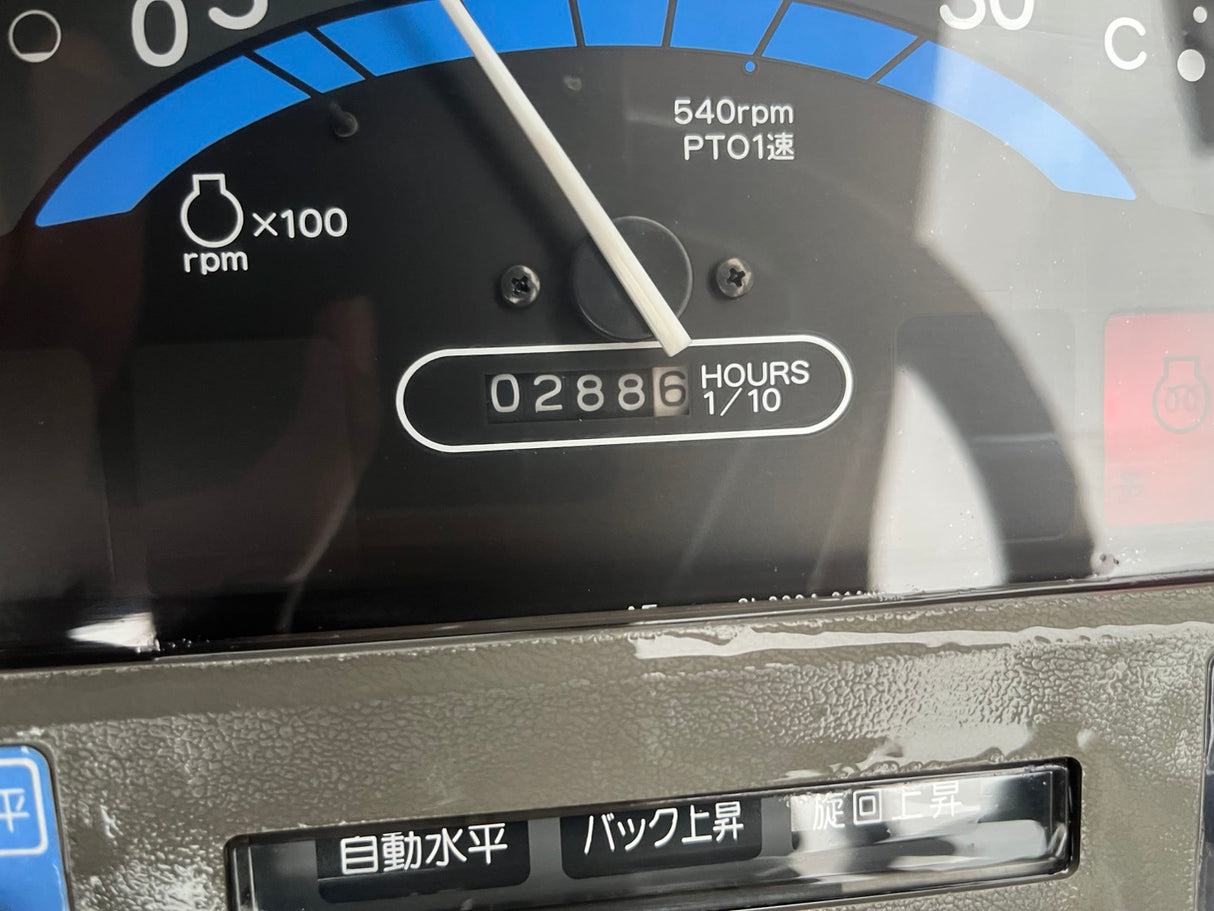 05
30
C
540rpm
PTO1速
×100
rpm
02886
HOURS
1/10
平
自動水平
バック上昇
旋回上昇